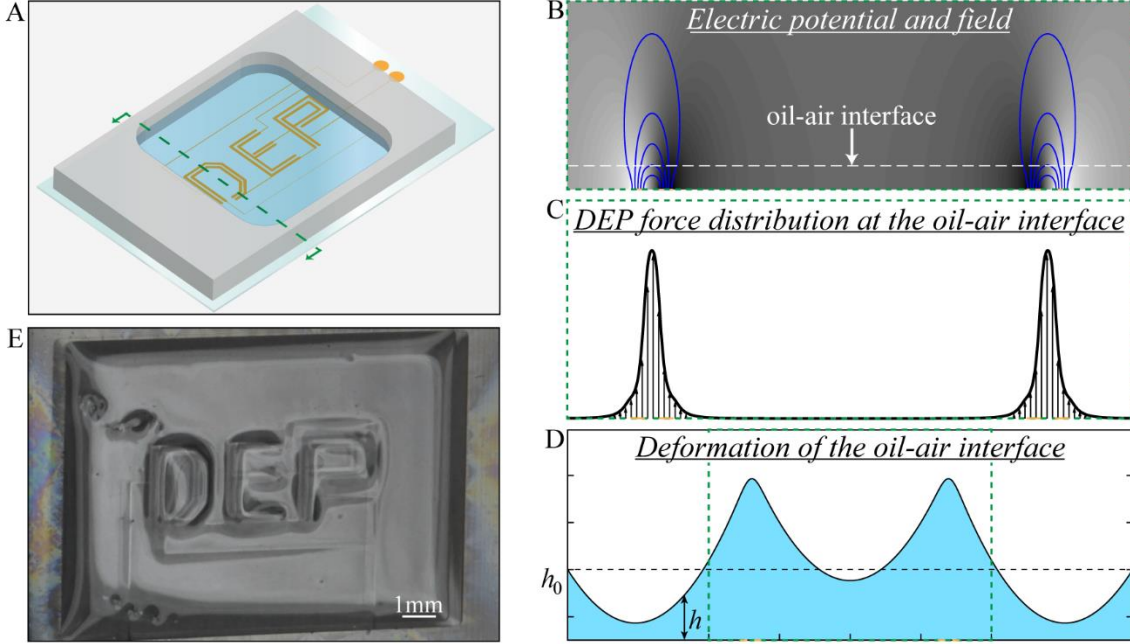 A
DEP
B
Electric potential and field
oil-air interface
C
DEP force distribution at the oil-air interface
D
Deformation of the oil-air interface
h0
h
E
DEP
1mm